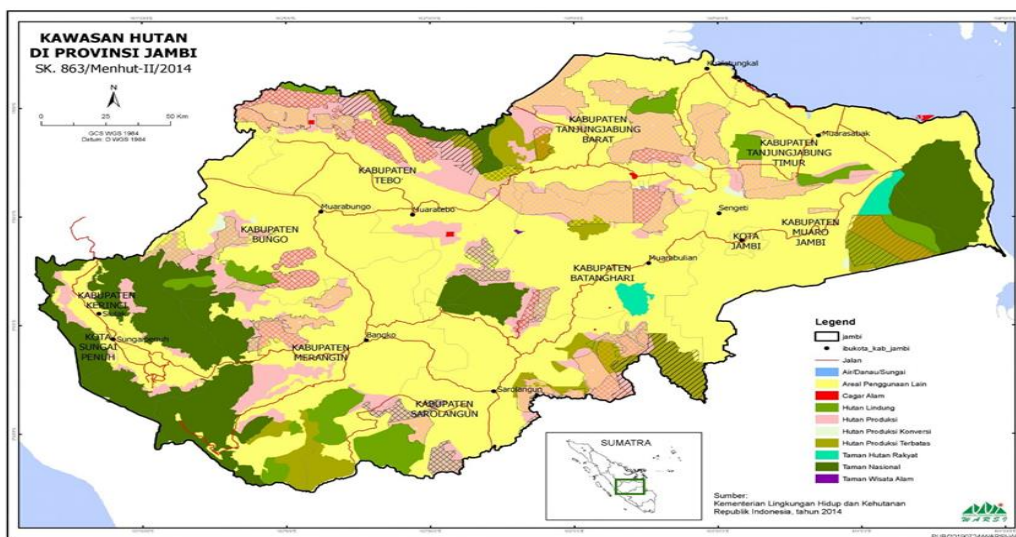 KAWASAN HUTAN
DI PROVINSI JAMBI
SK. 863/Menhut-II/2014
N
0 25 50 Km
GCS WGS 1984
Datum: D WGS 1984
KABUPATEN
TANJUNGJABUNG
BARAT
Muarasabak
KABUPATEN
TANJUNGJABUNG
TIMUR
KABUPATEN
TEBO
Muarabungo
Muaratebo
Sengeti
KABUPATEN
BUNGO
KOTA
JAMBI
KABUPATEN
MUARO
JAMBI
Muarabulian
KABUPATEN
BATANGHARI
KABUPATEN
KERINCI
KOTA
SUNGAI
PENUH
Bangko
KABUPATEN
MERANGIN
Sarolangun
KABUPATEN
SAROLANGUN
Legend
jambi
ibukota_kab_jambi
Jalan
Air/Danau/Sungai
Areal Penggunaan Lain
Cagar Alam
Hutan Lindung
Hutan Produksi
Hutan Produksi Konversi
Hutan Produksi Terbatas
Taman Hutan Rakyat
Taman Nasional
Taman Wisata Alam
SUMATRA
Sumber:
Kementerian Lingkungan Hidup dan Kehutanan
Republik Indonesia, tahun 2014
WARSI